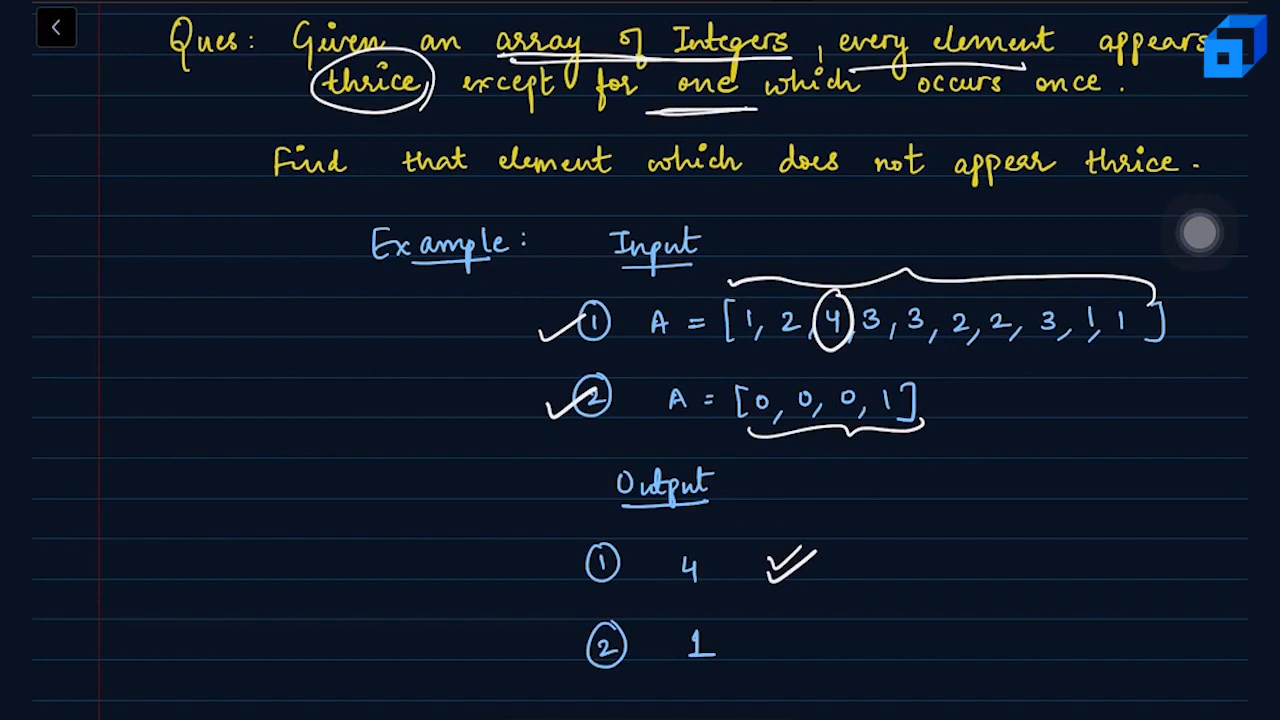 Ques: Given an array of Integers, every element appears
thrice, except for one which occurs once.
Find that element which does not appear thrice.
Example: Input
① A = [1, 2, 4, 3, 3, 2, 2, 3, 1, 1]
② A = [0, 0, 0, 1]
Output
① 4
② 1